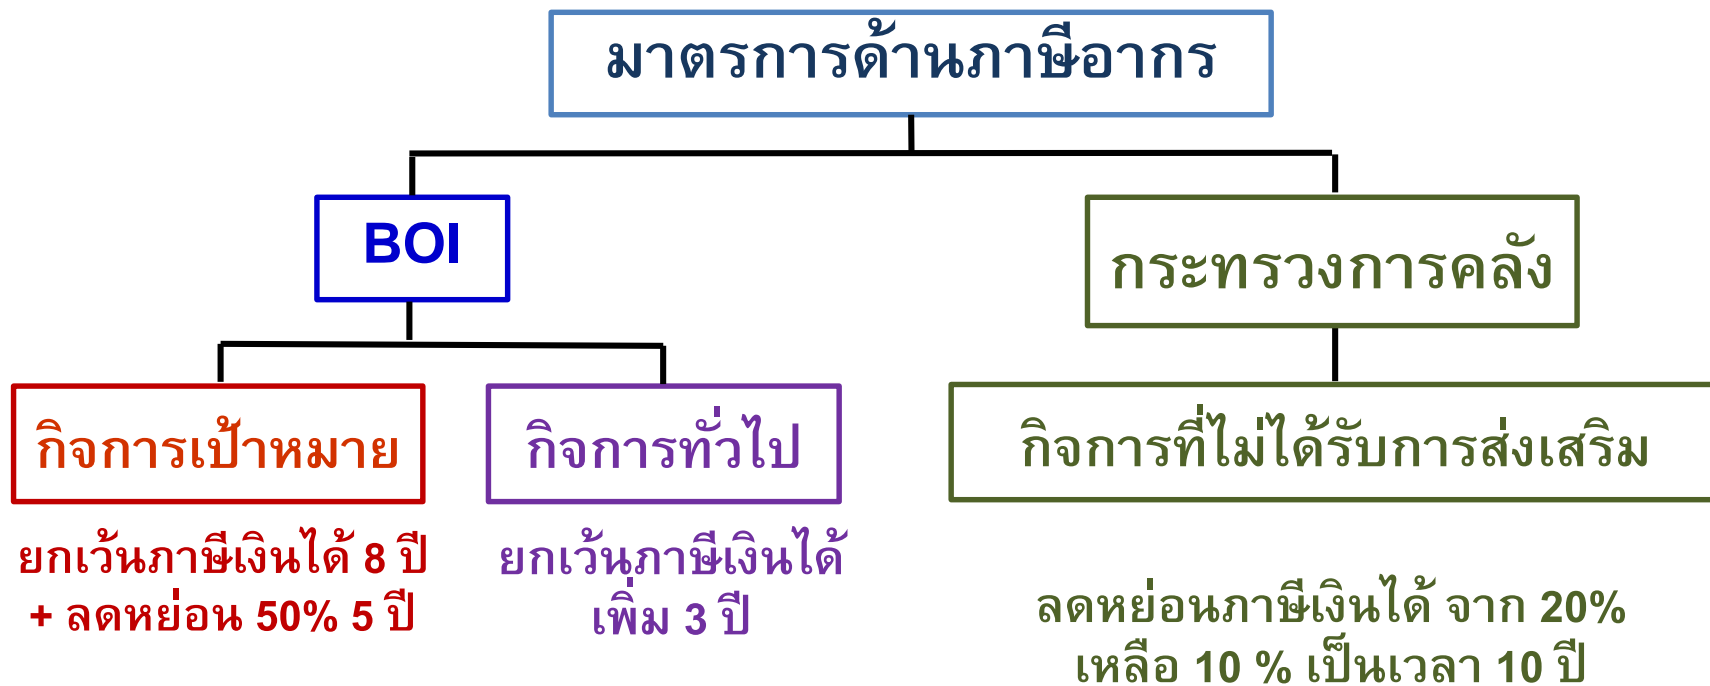 มาตรการด้านภาษีอากร
BOI
กระทรวงการคลัง
กิจการเป้าหมาย
กิจการทั่วไป
กิจการที่ไม่ได้รับการส่งเสริม
ยกเว้นภาษีเงินได้ 8 ปี
+ ลดหย่อน 50% 5 ปี
ยกเว้นภาษีเงินได้
เพิ่ม 3 ปี
ลดหย่อนภาษีเงินได้ จาก 20%
เหลือ 10 % เป็นเวลา 10 ปี